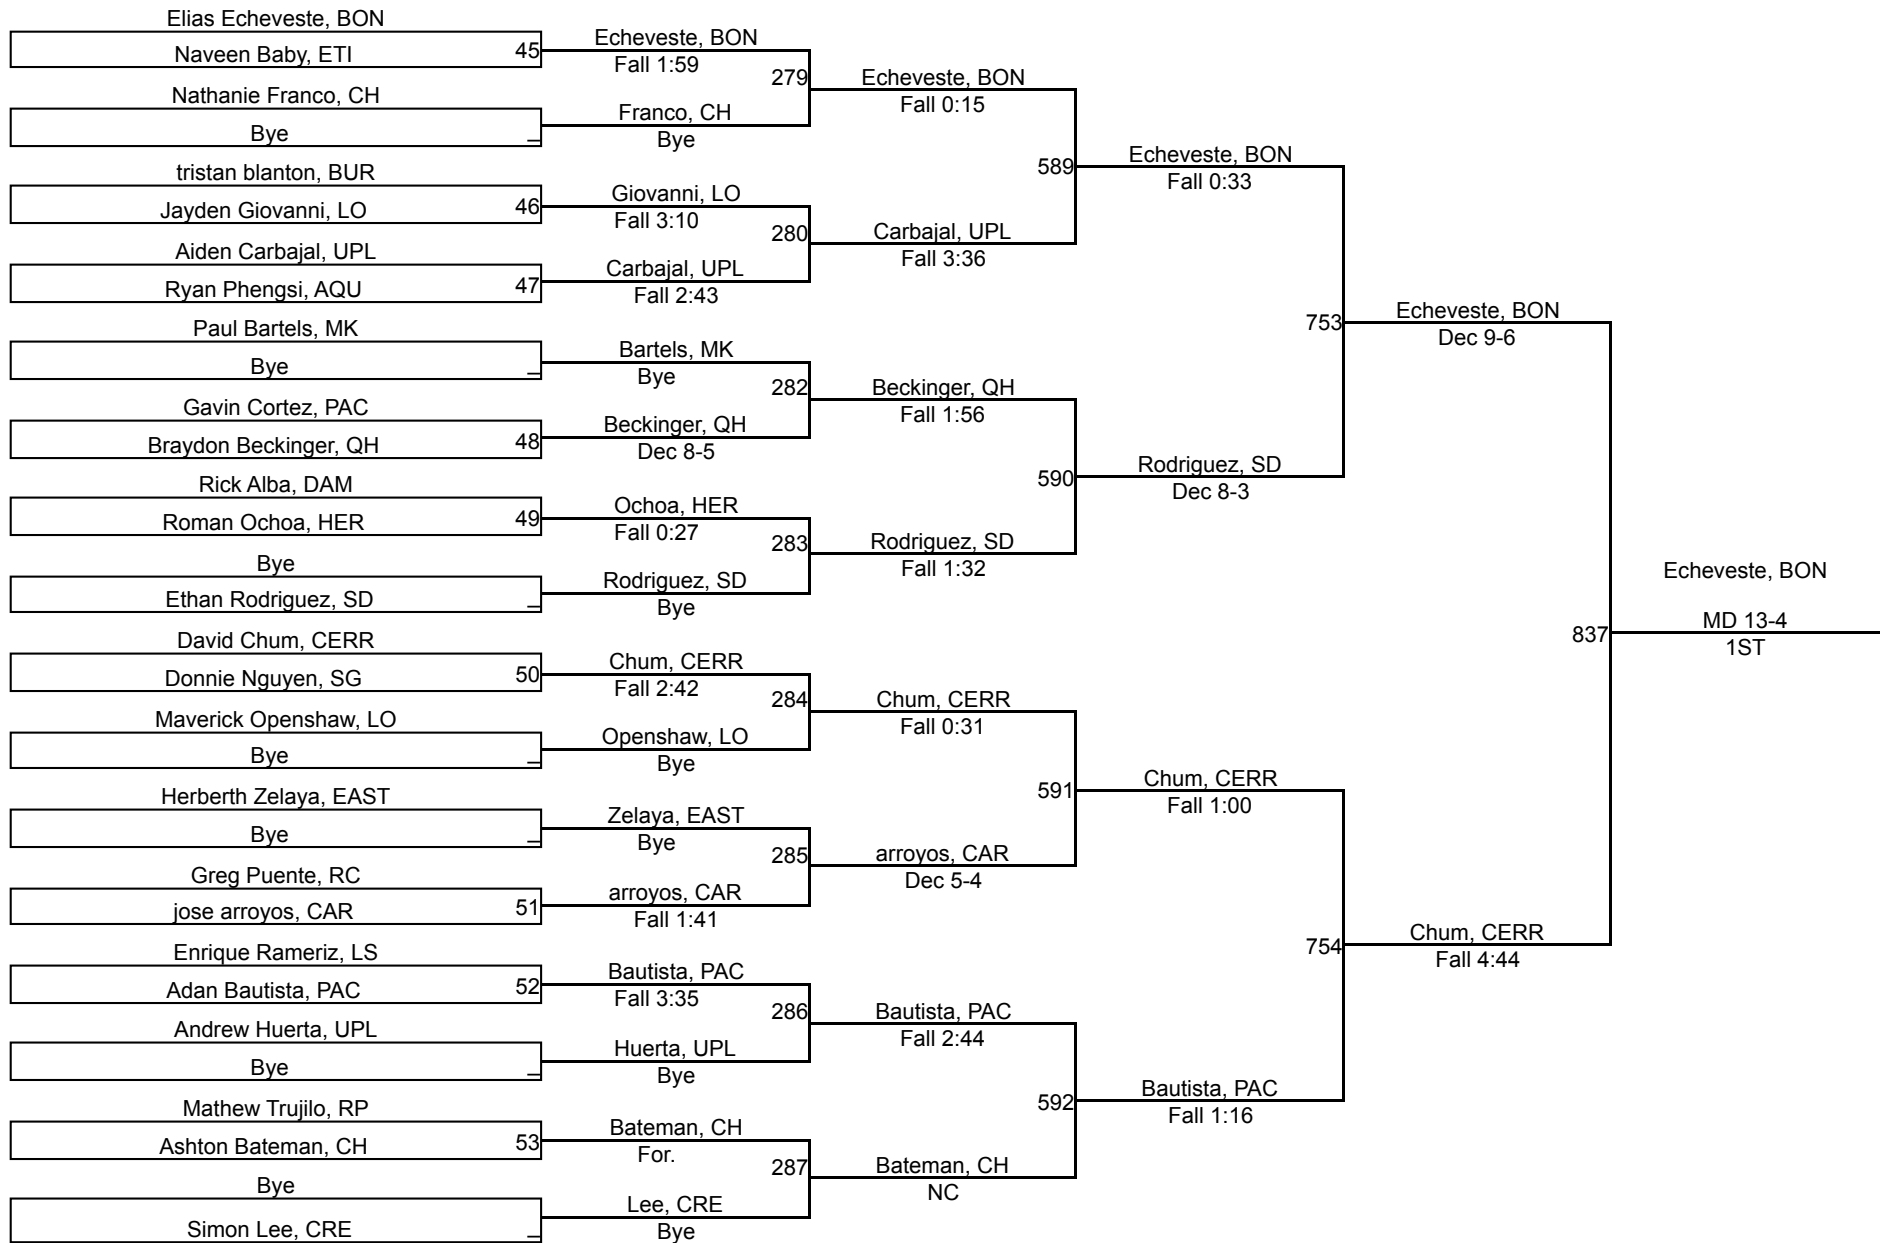 Elias Echeveste, BON
Naveen Baby, ETI 45
Nathanie Franco, CH
Bye _
tristan blanton, BUR
Jayden Giovanni, LO 46
Aiden Carbajal, UPL
Ryan Phengsi, AQU 47
Paul Bartels, MK
Bye _
Gavin Cortez, PAC
Braydon Beckinger, QH 48
Rick Alba, DAM
Roman Ochoa, HER 49
Bye
Ethan Rodriguez, SD _
David Chum, CERR
Donnie Nguyen, SG 50
Maverick Openshaw, LO
Bye _
Herberth Zelaya, EAST
Bye _
Greg Puente, RC
jose arroyos, CAR 51
Enrique Rameriz, LS
Adan Bautista, PAC 52
Andrew Huerta, UPL
Bye _
Mathew Trujilo, RP
Ashton Bateman, CH 53
Bye
Simon Lee, CRE _
Echeveste, BON
Fall 1:59
279
Franco, CH
Bye
Giovanni, LO
Fall 3:10
280
Carbajal, UPL
Fall 2:43
Bartels, MK
Bye
282
Beckinger, QH
Dec 8-5
Ochoa, HER
Fall 0:27
283
Rodriguez, SD
Bye
Chum, CERR
Fall 2:42
284
Openshaw, LO
Bye
Zelaya, EAST
Bye
285
arroyos, CAR
Fall 1:41
Bautista, PAC
Fall 3:35
286
Huerta, UPL
Bye
Bateman, CH
For.
287
Lee, CRE
Bye
Echeveste, BON
Fall 0:15
589
Carbajal, UPL
Fall 3:36
Beckinger, QH
Fall 1:56
590
Rodriguez, SD
Fall 1:32
Chum, CERR
Fall 0:31
591
arroyos, CAR
Dec 5-4
Bautista, PAC
Fall 2:44
592
Bateman, CH
NC
Echeveste, BON
Fall 0:33
753
Rodriguez, SD
Dec 8-3
Chum, CERR
Fall 1:00
754
Bautista, PAC
Fall 1:16
Echeveste, BON
Dec 9-6
837
Chum, CERR
Fall 4:44
Echeveste, BON
MD 13-4
1ST